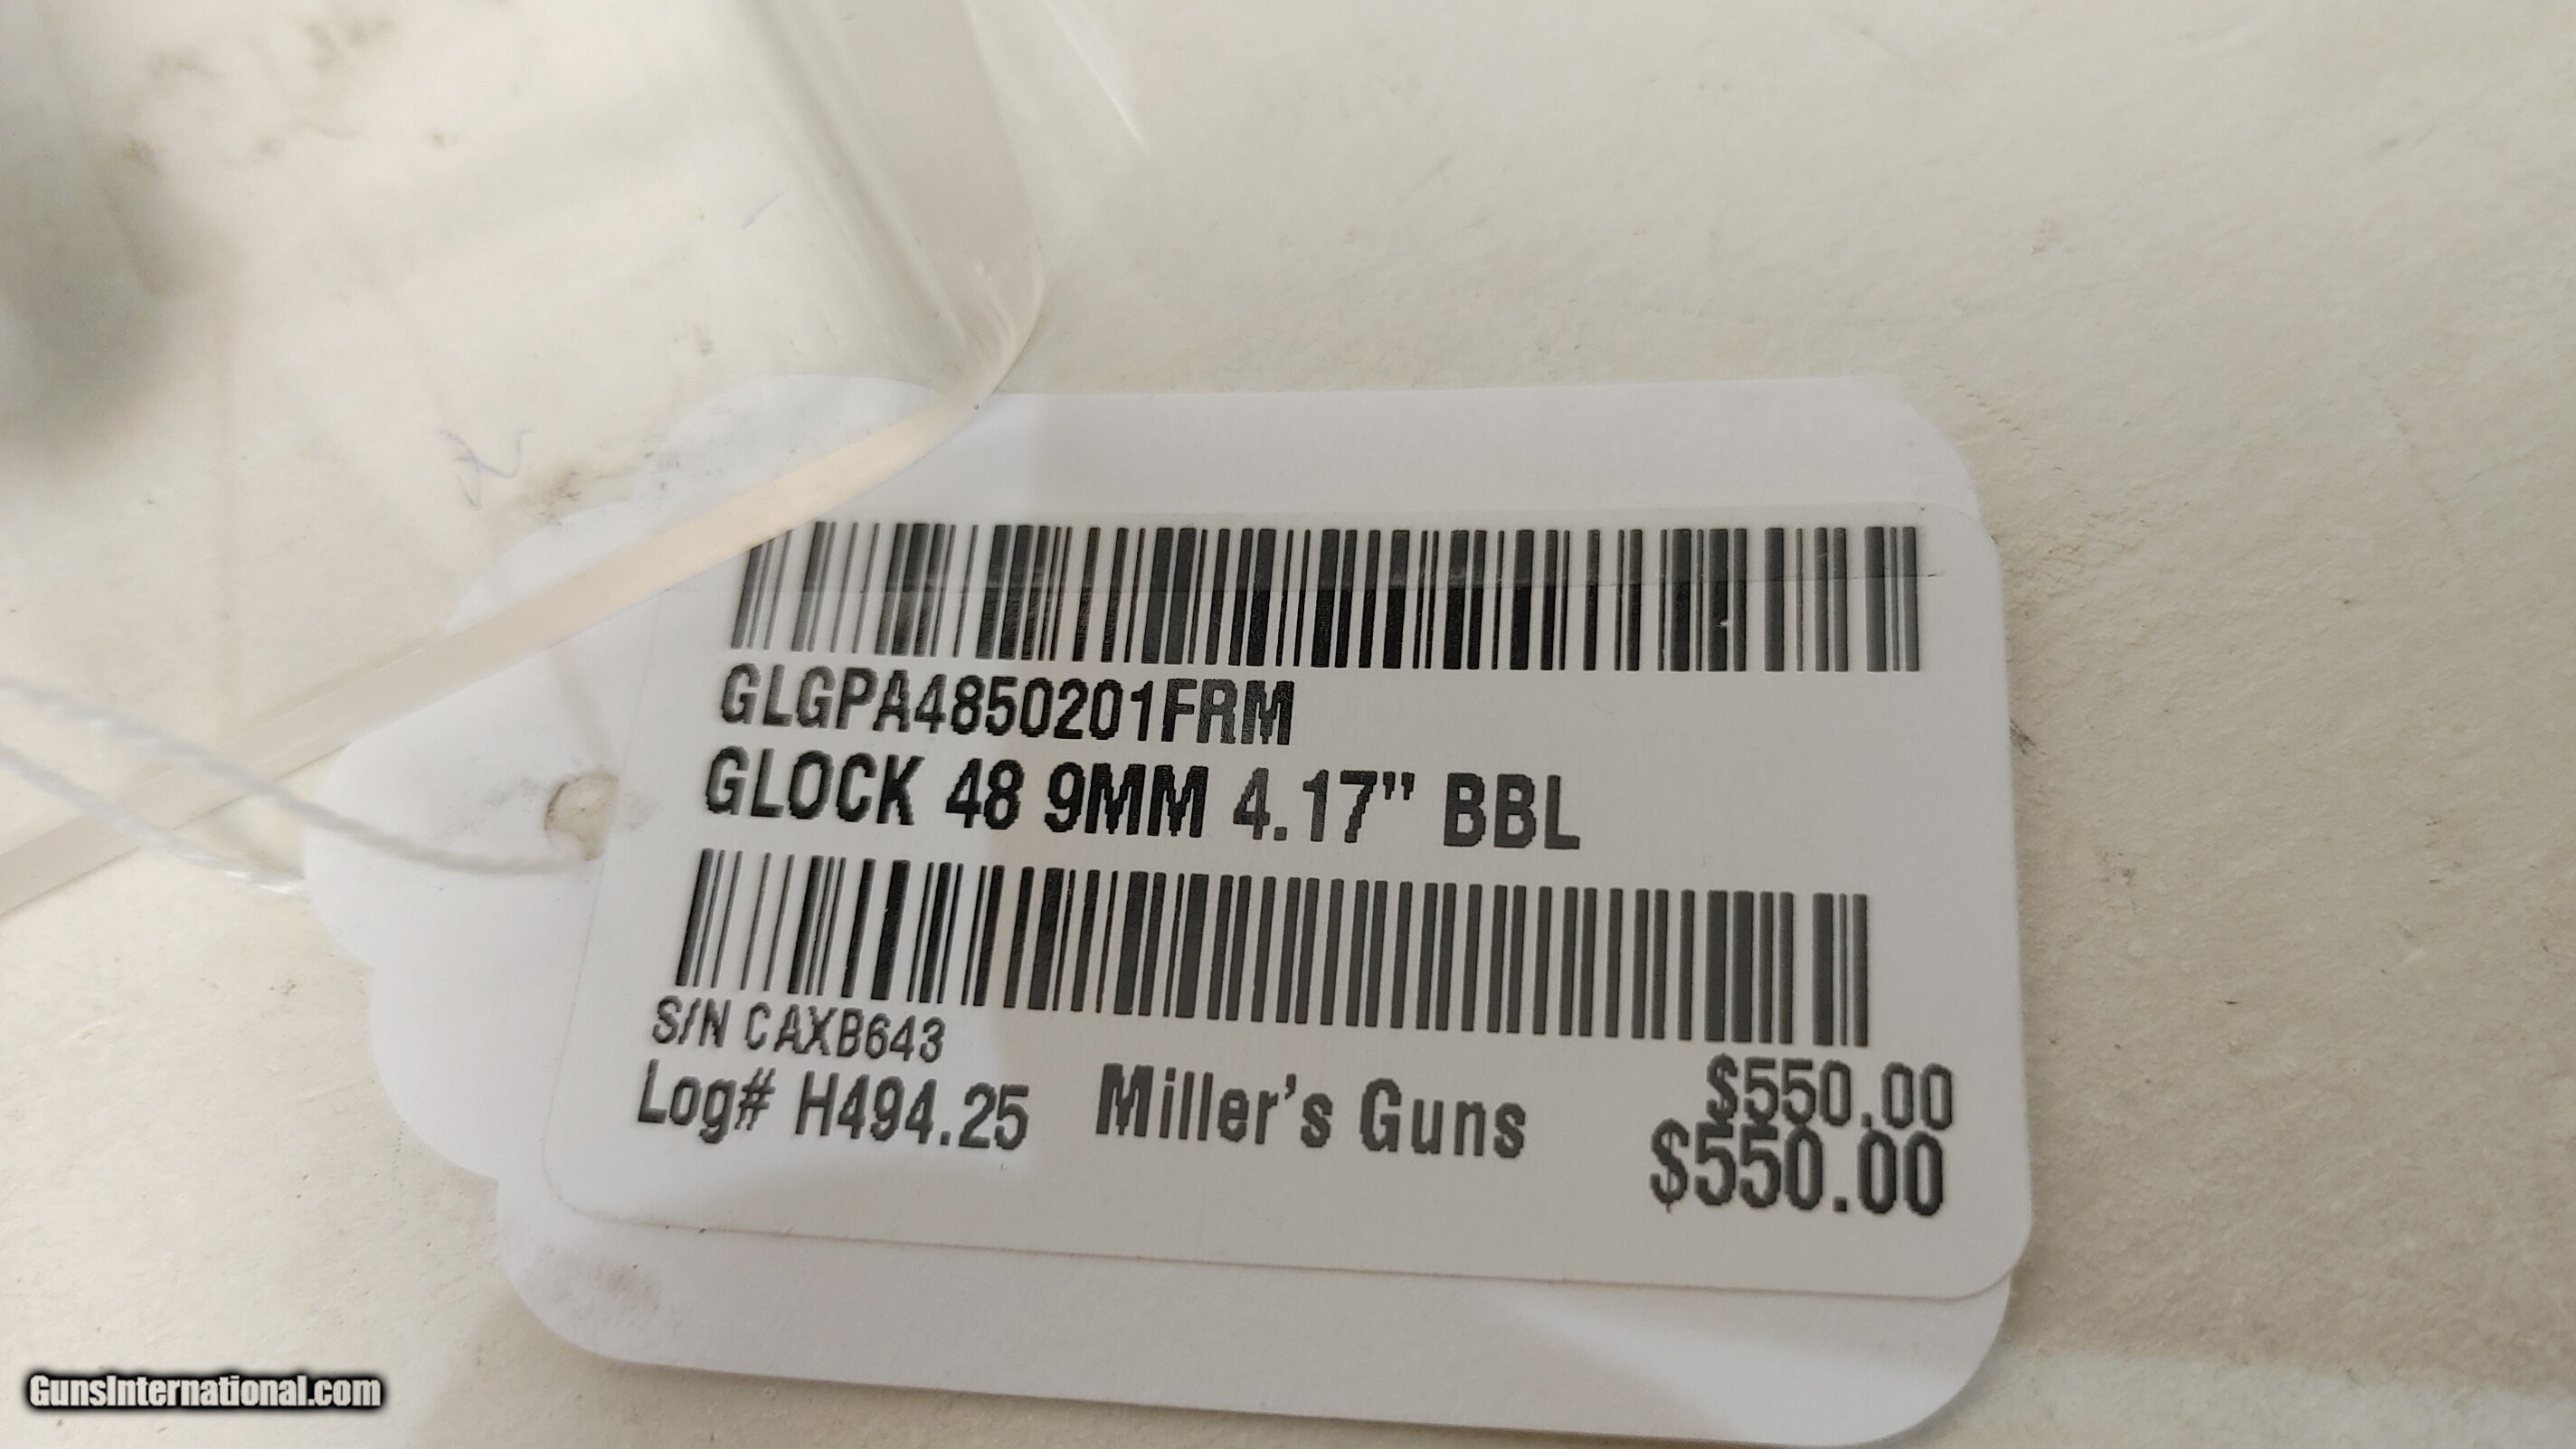 GLGPA4850201FRM
GLOCK 48 9MM 4.17" BBL
S/N CAXB643
Log# H494.25 Miller's Guns $550.00
$550.00
GunsInternational.com